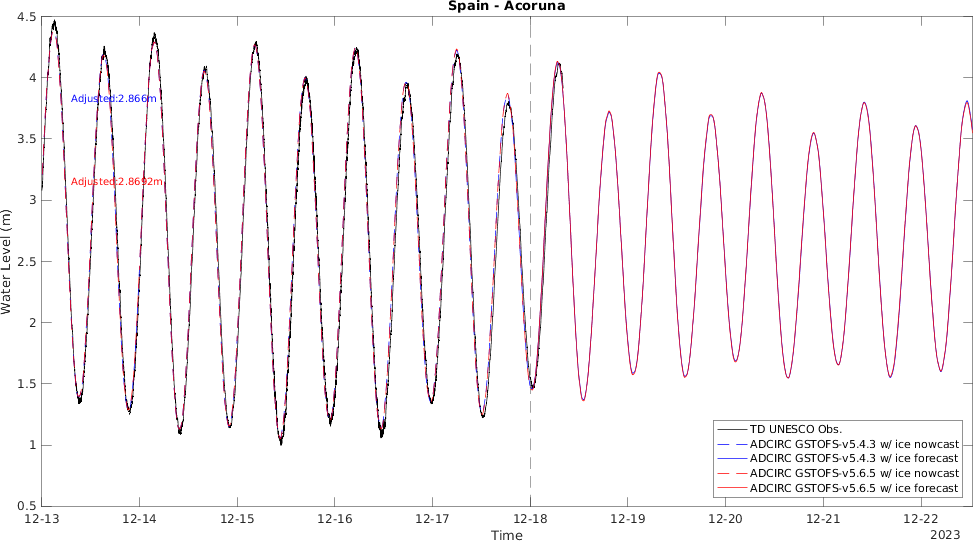 Spain - Acoruna
4.5
4
3.5
3
2.5
2
1.5
1
0.5
Water Level (m)
Adjusted:2.866m
Adjusted:2.8692m
TD UNESCO Obs.
ADCIRC GSTOFS-v5.4.3 w/ ice nowcast
ADCIRC GSTOFS-v5.4.3 w/ ice forecast
ADCIRC GSTOFS-v5.6.5 w/ ice nowcast
ADCIRC GSTOFS-v5.6.5 w/ ice forecast
12-13 12-14 12-15 12-16 12-17 12-18 12-19 12-20 12-21 12-22
Time
2023